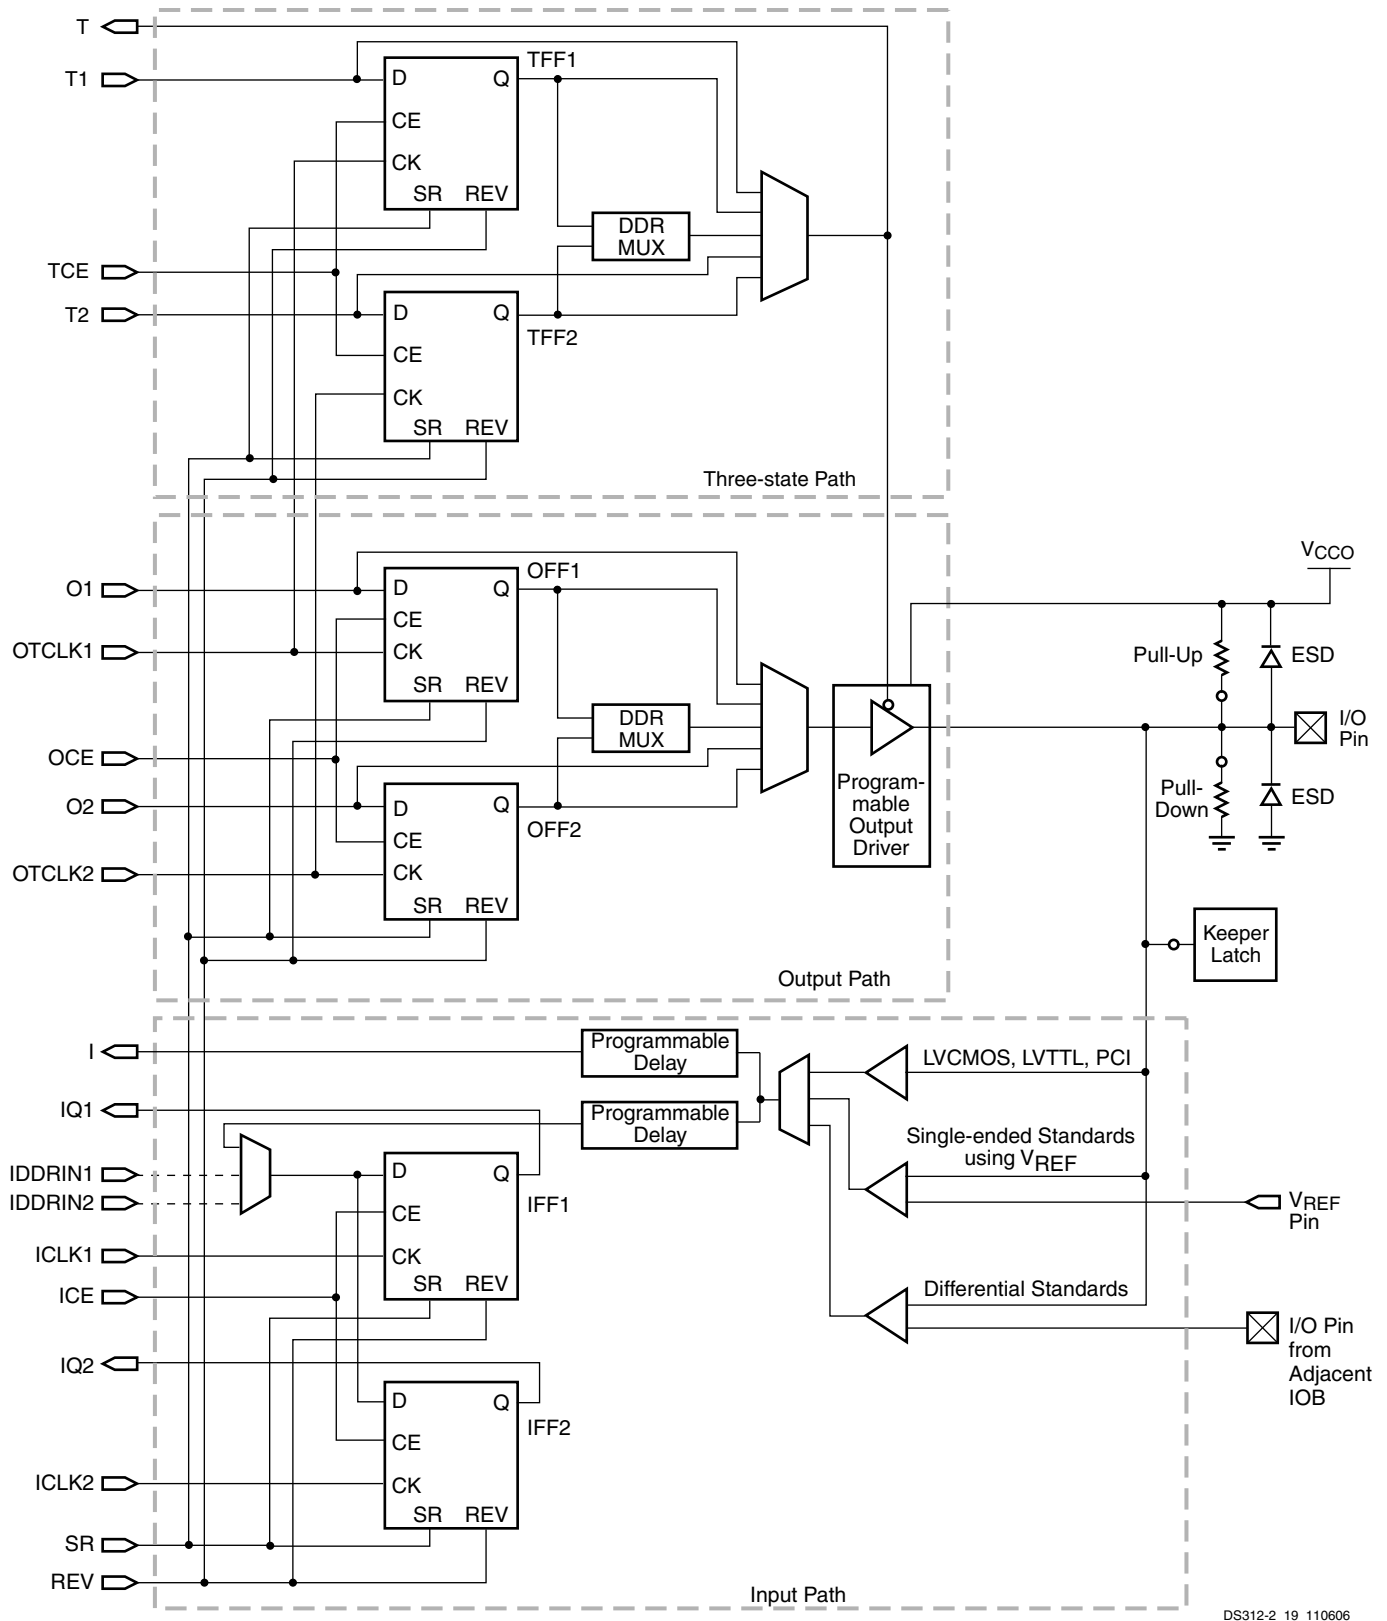 T
T1
D
Q
TFF1
CE
CK
SR
REV
DDR
MUX
TCE
T2
D
Q
TFF2
CE
CK
SR
REV
Three-state Path
O1
D
Q
OFF1
CE
OTCLK1
CK
SR
REV
DDR
MUX
OCE
O2
D
Q
OFF2
CE
OTCLK2
CK
SR
REV
Program-
mable
Output
Driver
Output Path
VCCO
Pull-Up
ESD
I/O
Pin
Pull-
Down
ESD
Keeper
Latch
I
Programmable
Delay
LVCMOS, LVTTL, PCI
IQ1
Programmable
Delay
Single-ended Standards
using VREF
IDDRIN1
IDDRIN2
D
Q
IFF1
CE
VREF
Pin
ICLK1
CK
SR
REV
ICE
Differential Standards
I/O Pin
from
Adjacent
IOB
IQ2
D
Q
IFF2
CE
ICLK2
CK
SR
REV
SR
REV
Input Path
DS312-2_19_110606